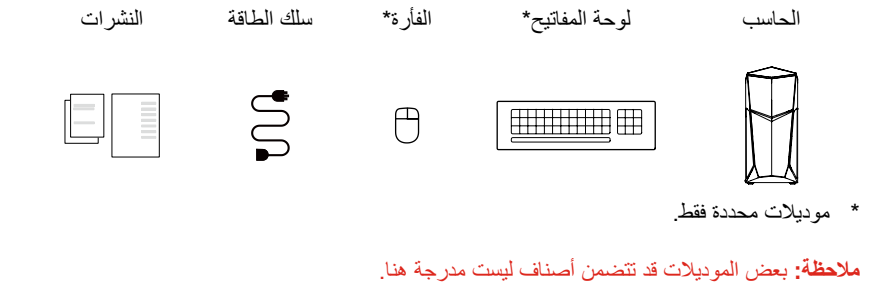 الحاسب لوحة المفاتيح* الفأرة* سلك الطاقة النشرات
* موديلات محددة فقط.
ملاحظة: بعض الموديلات قد تتضمن أصناف ليست مدرجة هنا.